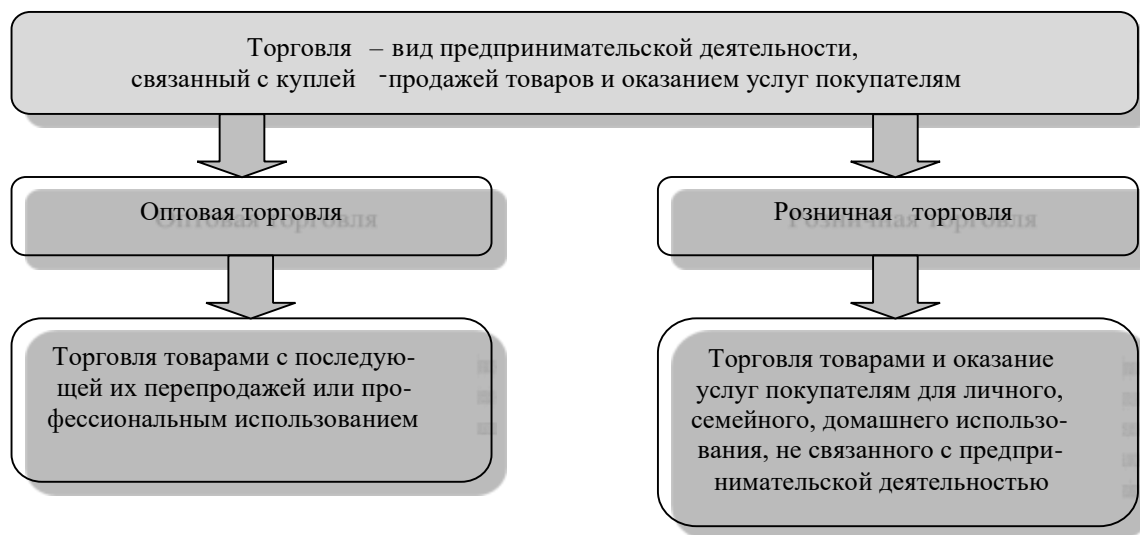 Торговля – вид предпринимательской деятельности,
связанный с куплей -продажей товаров и оказанием услуг покупателям
Оптовая торговля
Розничная торговля
Торговля товарами с последую-
щей их перепродажей или про-
фессиональным использованием
Торговля товарами и оказание
услуг покупателям для личного,
семейного, домашнего использо-
вания, не связанного с предпри-
нимательской деятельностью